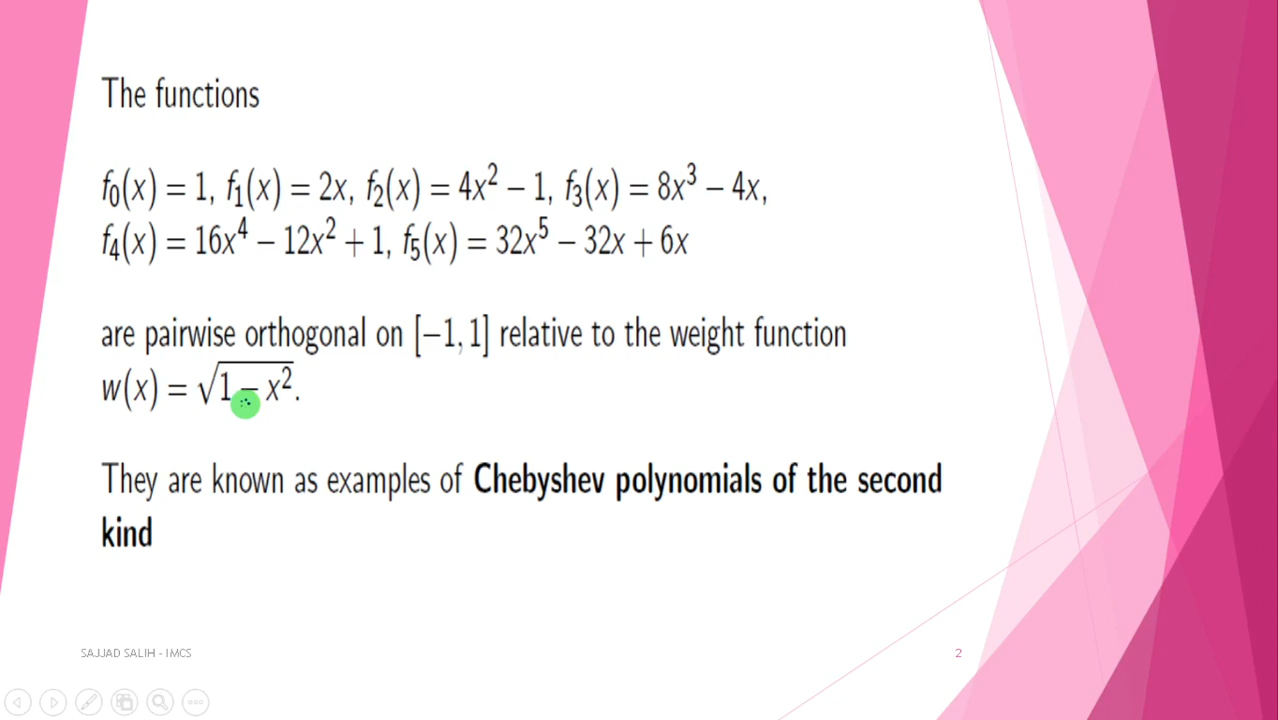 The functions
f₀(x) = 1, f₁(x) = 2x, f₂(x) = 4x² − 1, f₃(x) = 8x³ − 4x,
f₄(x) = 16x⁴ − 12x² + 1, f₅(x) = 32x⁵ − 32x + 6x
are pairwise orthogonal on [−1, 1] relative to the weight function
w(x) = √(1 − x²).
They are known as examples of Chebyshev polynomials of the second
kind
SAJJAD SALIH - IMCS
2